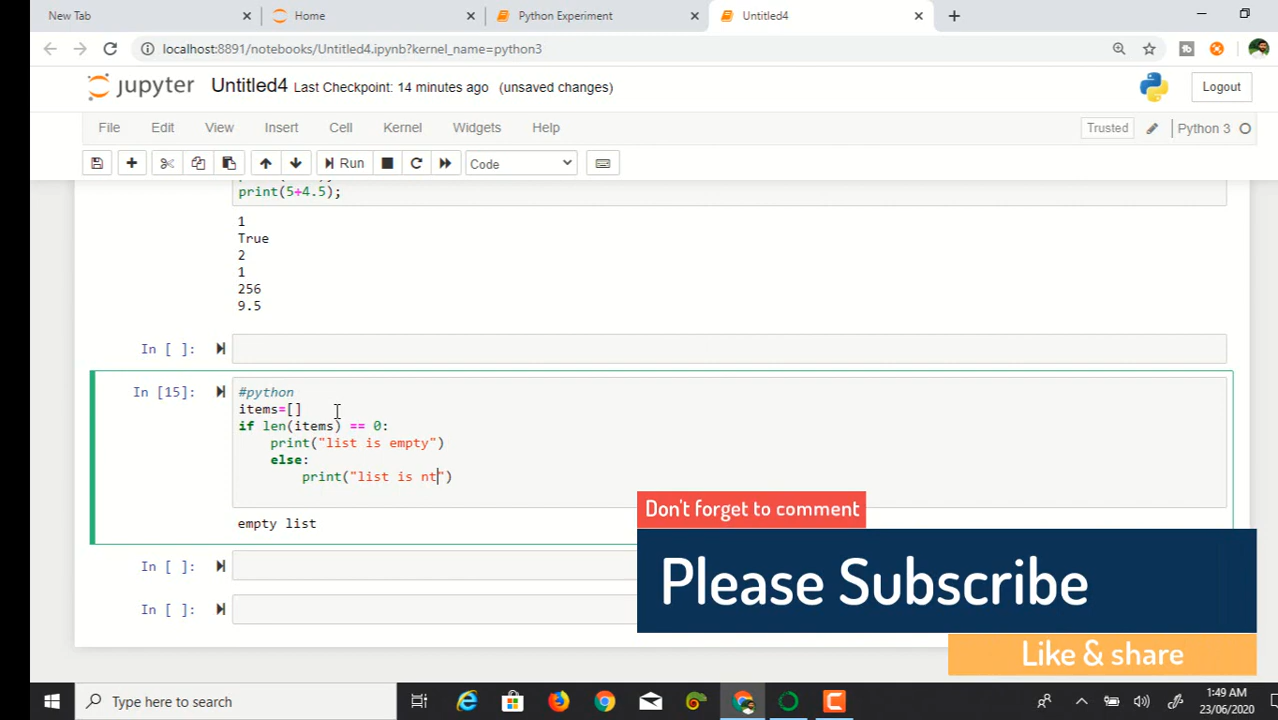 New Tab
Home
Python Experiment
Untitled4
localhost:8891/notebooks/Untitled4.ipynb?kernel_name=python3
jupyter Untitled4 Last Checkpoint: 14 minutes ago (unsaved changes)
Logout
File Edit View Insert Cell Kernel Widgets Help
Trusted
Python 3
Run
Code
print(5+4.5);
1
True
2
1
256
9.5
In [ ]:
In [15]:
#python
items=[]
if len(items) == 0:
print("list is empty")
else:
print("list is nt")
empty list
In [ ]:
In [ ]:
Don't forget to comment
Please Subscribe
Like & share
Type here to search
1:49 AM
23/06/2020